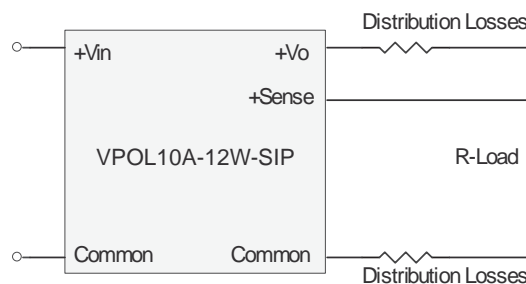 Distribution Losses
+Vin
+Vo
+Sense
VPOL10A-12W-SIP
R-Load
Common
Common
Distribution Losses